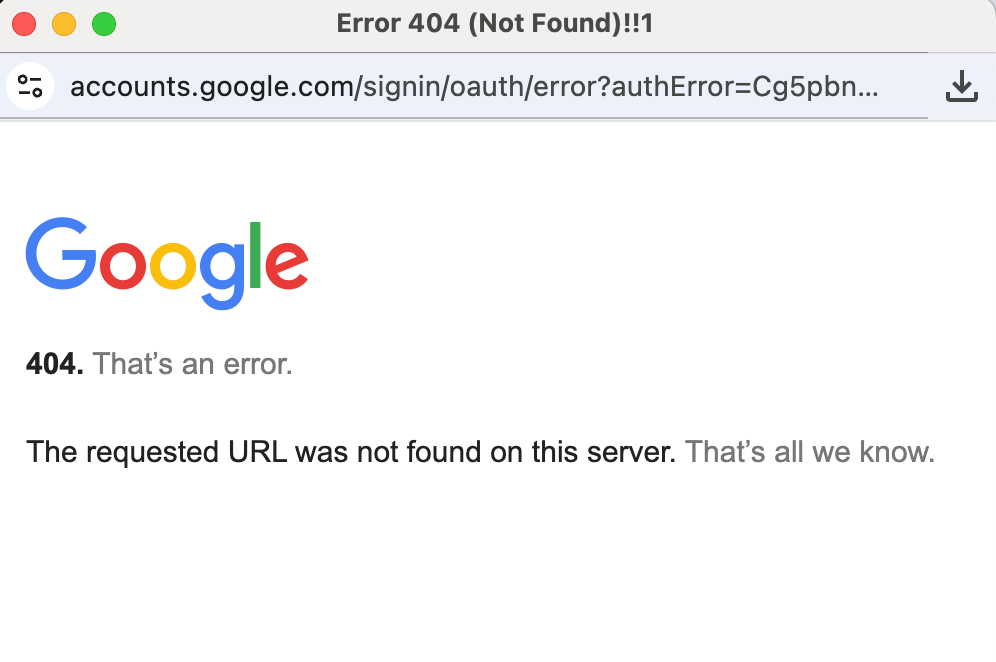 Error 404 (Not Found)!!1
accounts.google.com/signin/oauth/error?authError=Cg5pbn...
Google
404. That’s an error.
The requested URL was not found on this server. That’s all we know.